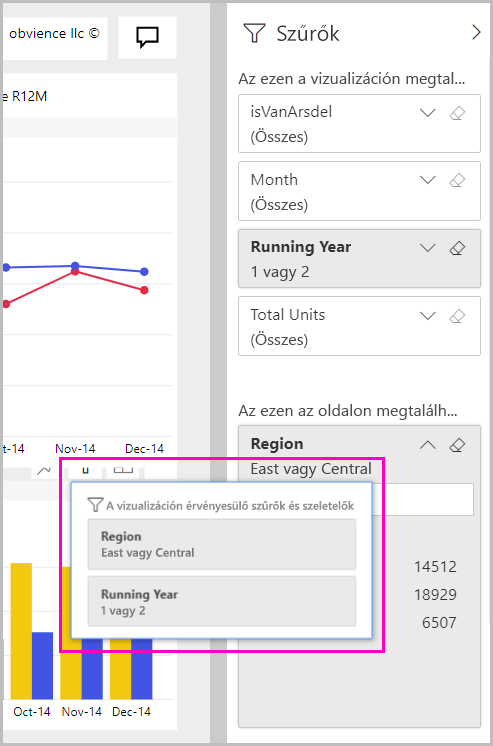 obvience llc ©
e R12M
t-14 Nov-14 Dec-14
Oct-14 Nov-14 Dec-14
A vizualizáción érvényesülő szűrők és szeletelők
Region
East vagy Central
Running Year
1 vagy 2
Szűrők
Az ezen a vizualizáción megtal...
isVanArsdel
(Összes)
Month
(Összes)
Running Year
1 vagy 2
Total Units
(Összes)
Az ezen az oldalon megtalálh...
Region
East vagy Central
14512
18929
6507